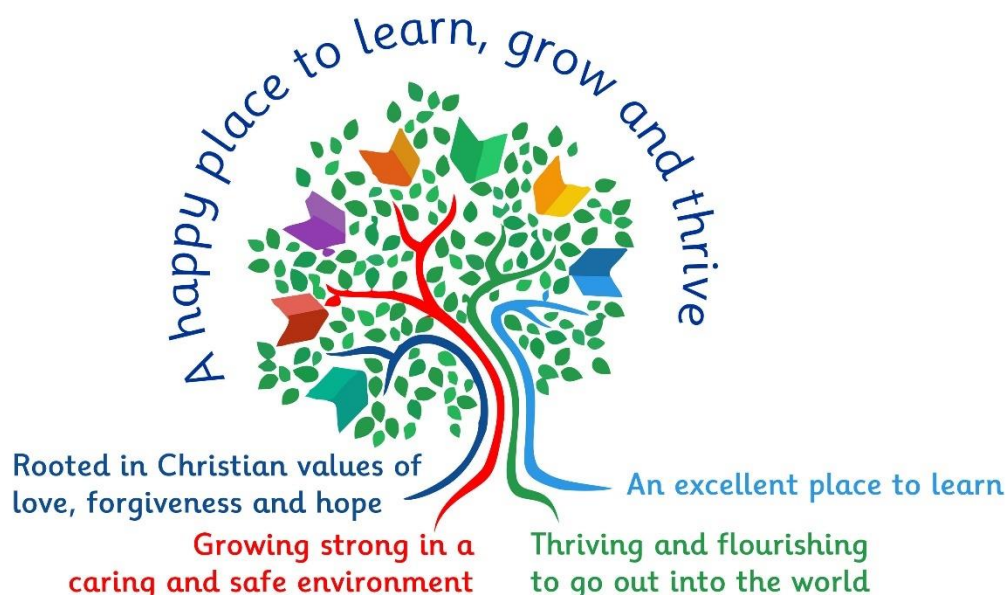 A happy place to learn, grow and thrive
Rooted in Christian values of
love, forgiveness and hope
Growing strong in a
caring and safe environment
Thriving and flourishing
to go out into the world
An excellent place to learn